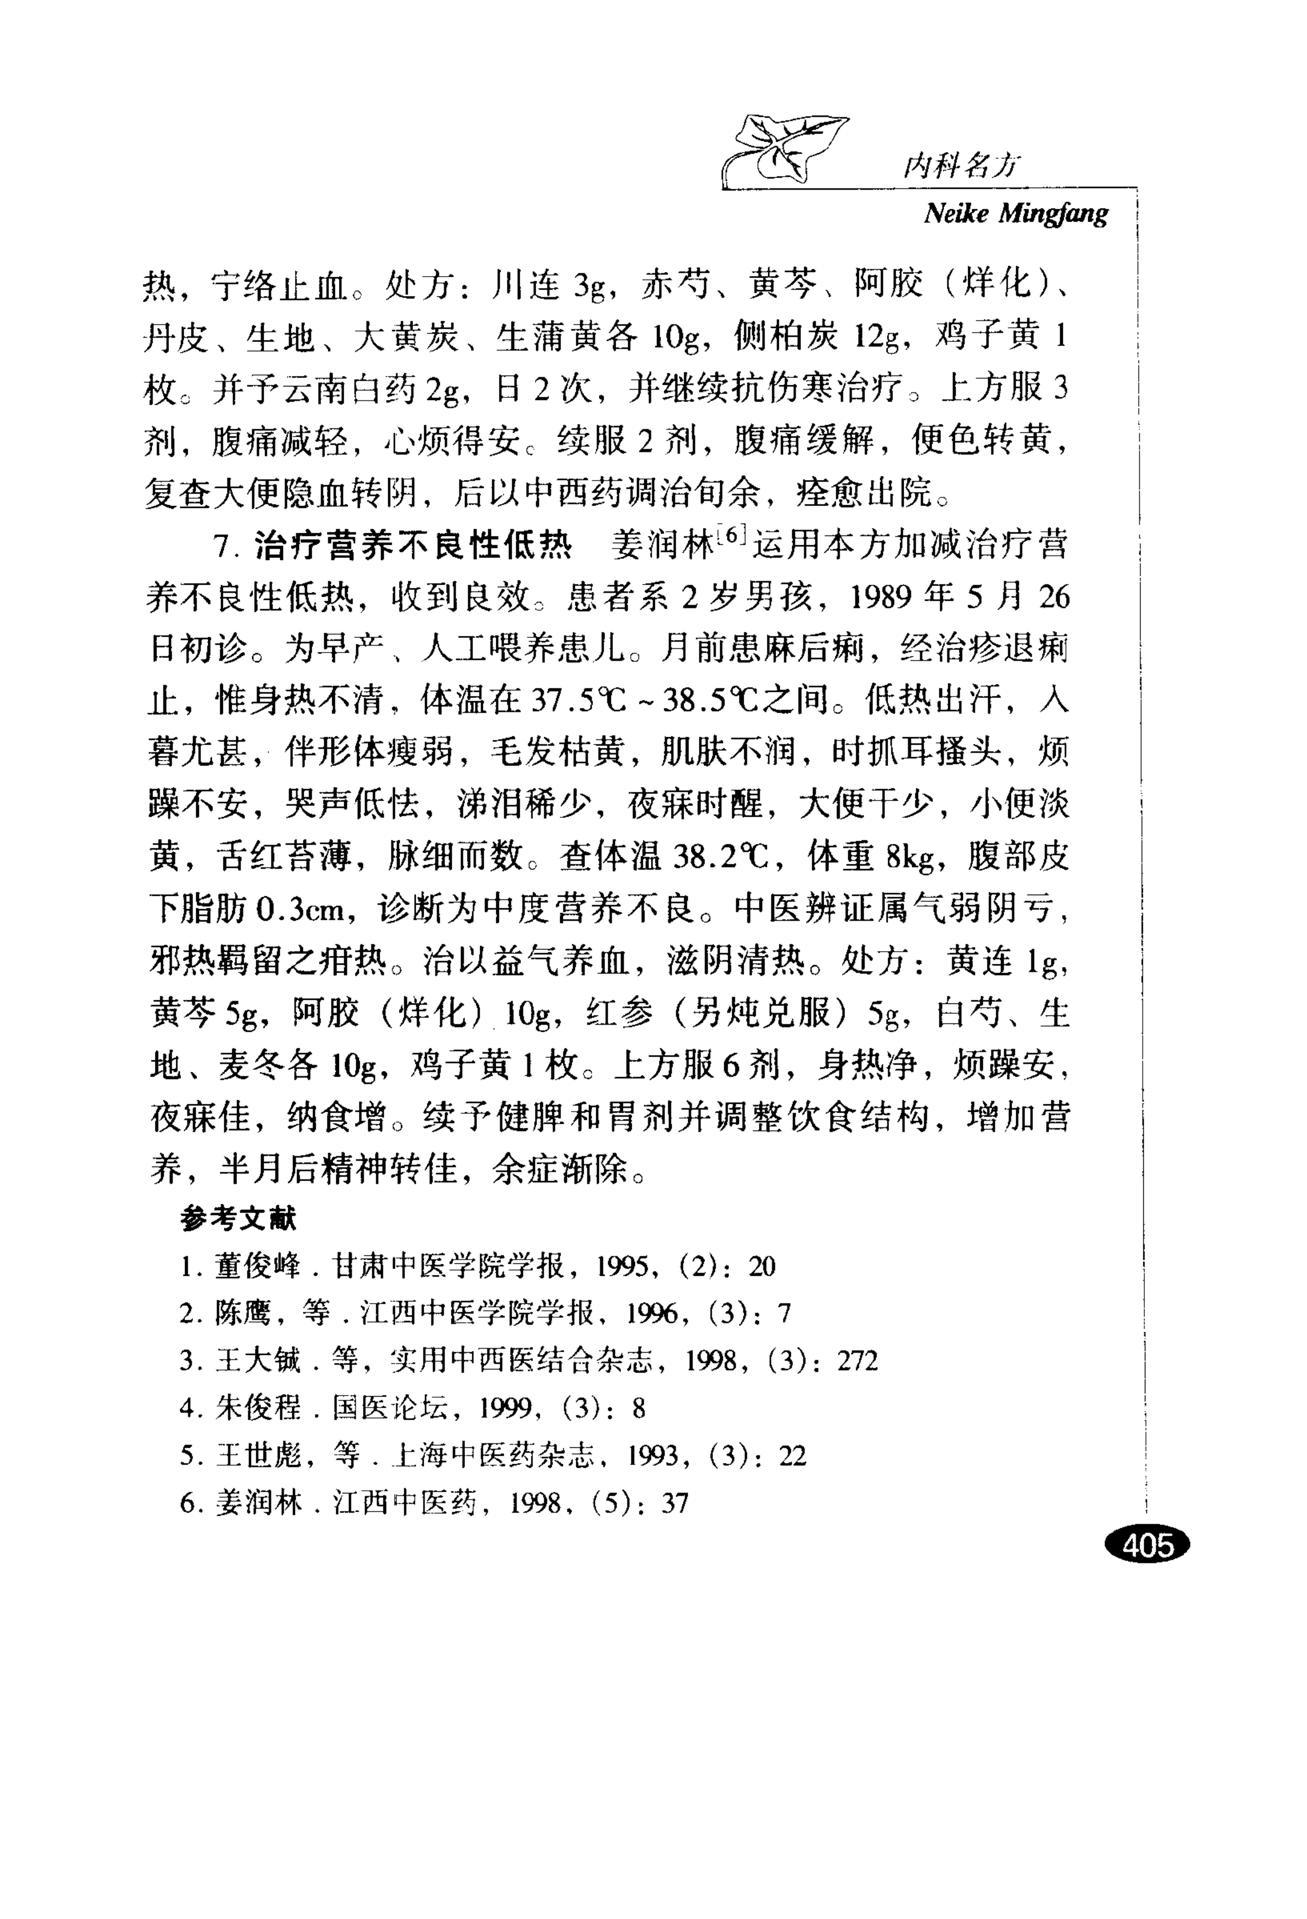 内科名方
Neike Mingfang
热，宁络止血。处方：川连 3g，赤芍、黄芩、阿胶（烊化）、
丹皮、生地、大黄炭、生蒲黄各 10g，侧柏炭 12g，鸡子黄 1
枚。并予云南白药 2g，日 2 次，并继续抗伤寒治疗。上方服 3
剂，腹痛减轻，心烦得安。续服 2 剂，腹痛缓解，便色转黄，
复查大便隐血转阴，后以中西药调治旬余，痊愈出院。
7. 治疗营养不良性低热　姜润林[6]运用本方加减治疗营
养不良性低热，收到良效。患者系 2 岁男孩，1989 年 5 月 26
日初诊。为早产、人工喂养患儿。月前患麻后痢，经治疹退痢
止，惟身热不清，体温在 37.5℃～38.5℃之间。低热出汗，入
暮尤甚，伴形体瘦弱，毛发枯黄，肌肤不润，时抓耳搔头，烦
躁不安，哭声低怯，涕泪稀少，夜寐时醒，大便干少，小便淡
黄，舌红苔薄，脉细而数。查体温 38.2℃，体重 8kg，腹部皮
下脂肪 0.3cm，诊断为中度营养不良。中医辨证属气弱阴亏，
邪热羁留之疳热。治以益气养血，滋阴清热。处方：黄连 1g，
黄芩 5g，阿胶（烊化）10g，红参（另炖兑服）5g，白芍、生
地、麦冬各 10g，鸡子黄 1 枚。上方服 6 剂，身热净，烦躁安，
夜寐佳，纳食增。续予健脾和胃剂并调整饮食结构，增加营
养，半月后精神转佳，余症渐除。
参考文献
1. 董俊峰．甘肃中医学院学报，1995，（2）：20
2. 陈鹰，等．江西中医学院学报，1996，（3）：7
3. 王大铖．等，实用中西医结合杂志，1998，（3）：272
4. 朱俊程．国医论坛，1999，（3）：8
5. 王世彪，等．上海中医药杂志，1993，（3）：22
6. 姜润林．江西中医药，1998，（5）：37
405